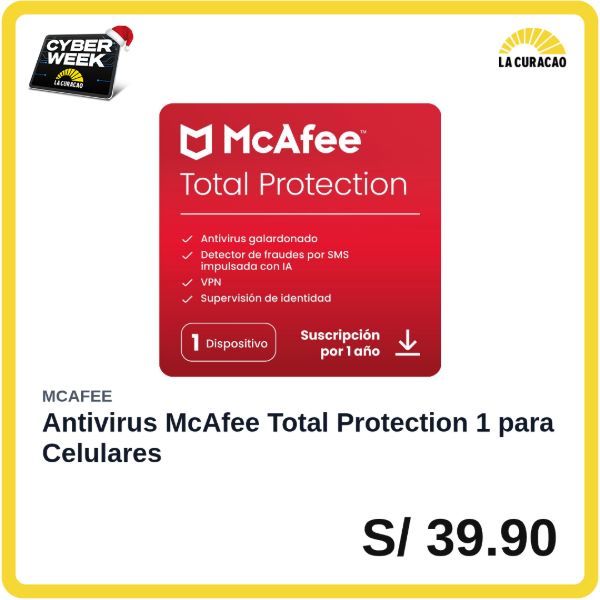 CYBER
WEEK
LA CURACAO
LA CURACAO
McAfee™
Total Protection
Antivirus galardonado
Detector de fraudes por SMS
impulsada con IA
VPN
Supervisión de identidad
1 Dispositivo
Suscripción
por 1 año
MCAFEE
Antivirus McAfee Total Protection 1 para
Celulares
S/ 39.90